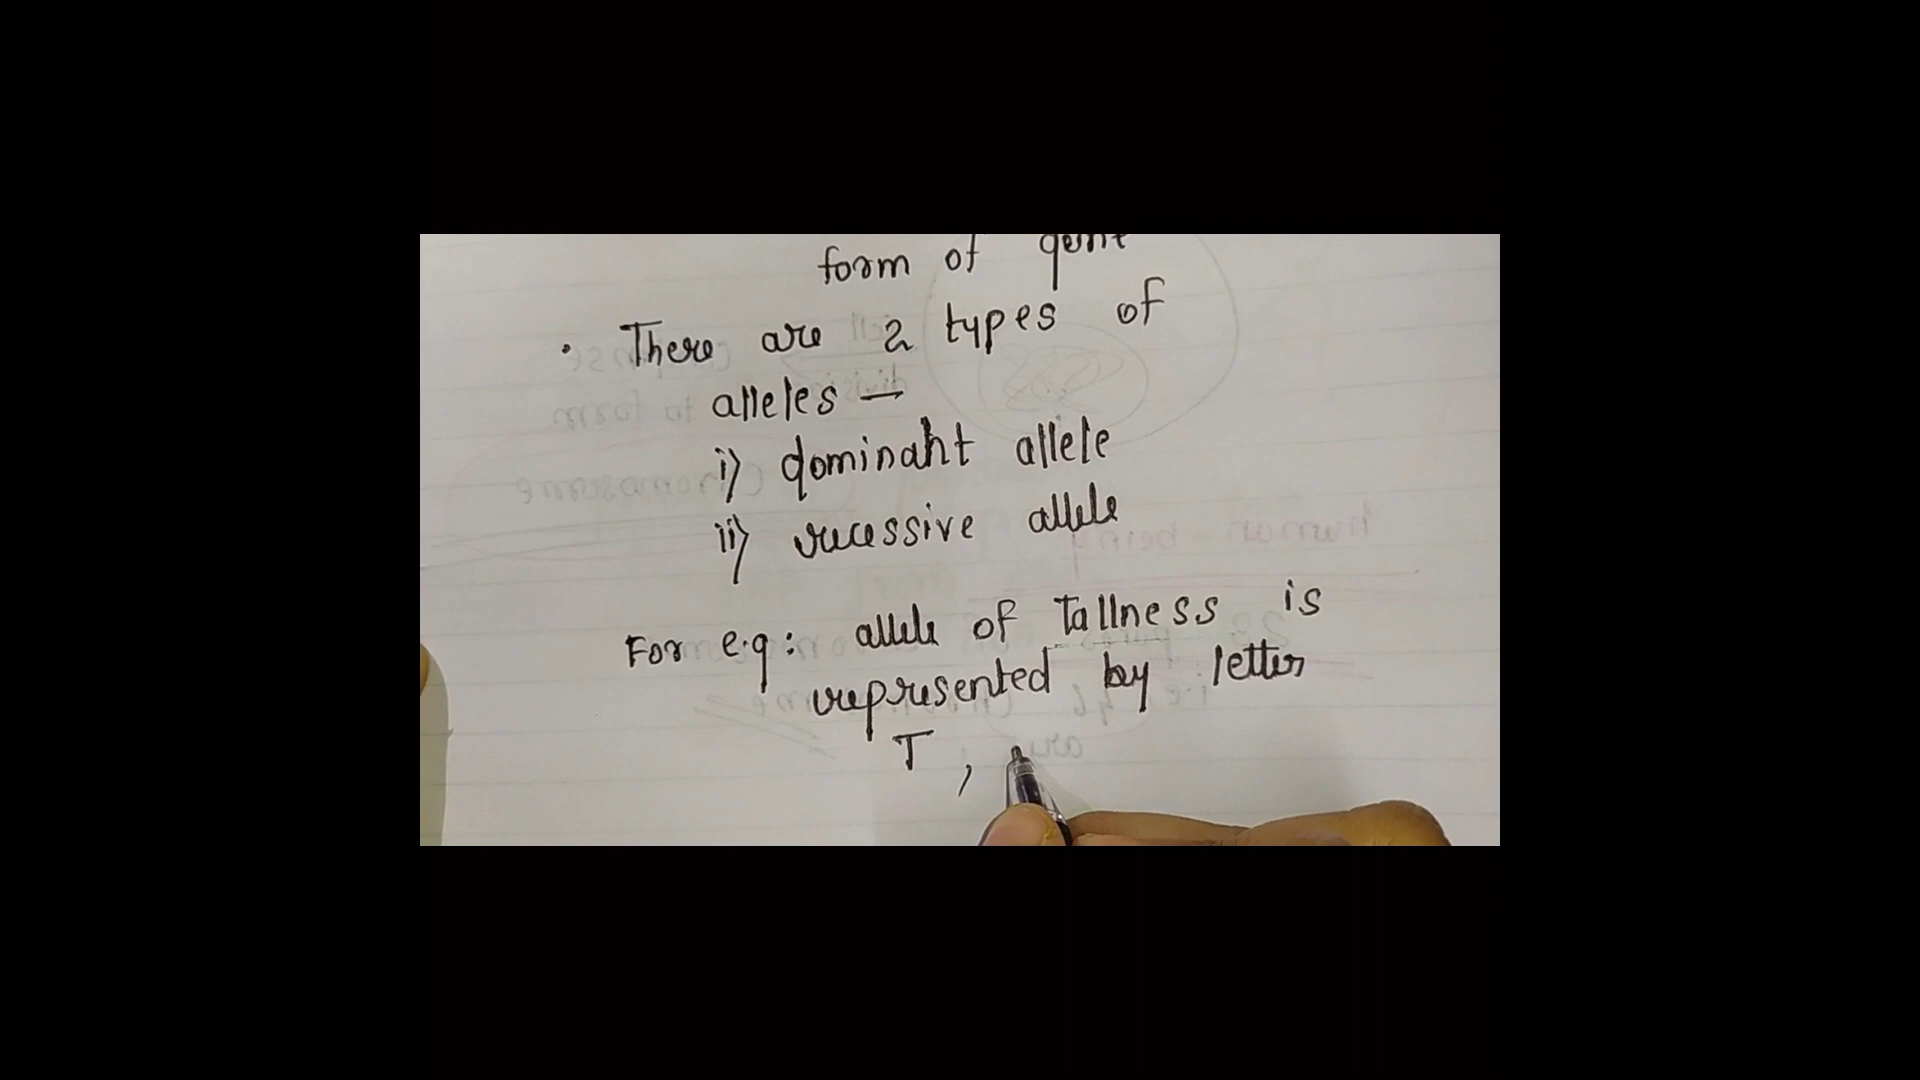 form of gene
• There are 2 types of
alleles —
i) dominant allele
ii) recessive allele
For e.g: allele of Tallness is
represented by letter
T ,